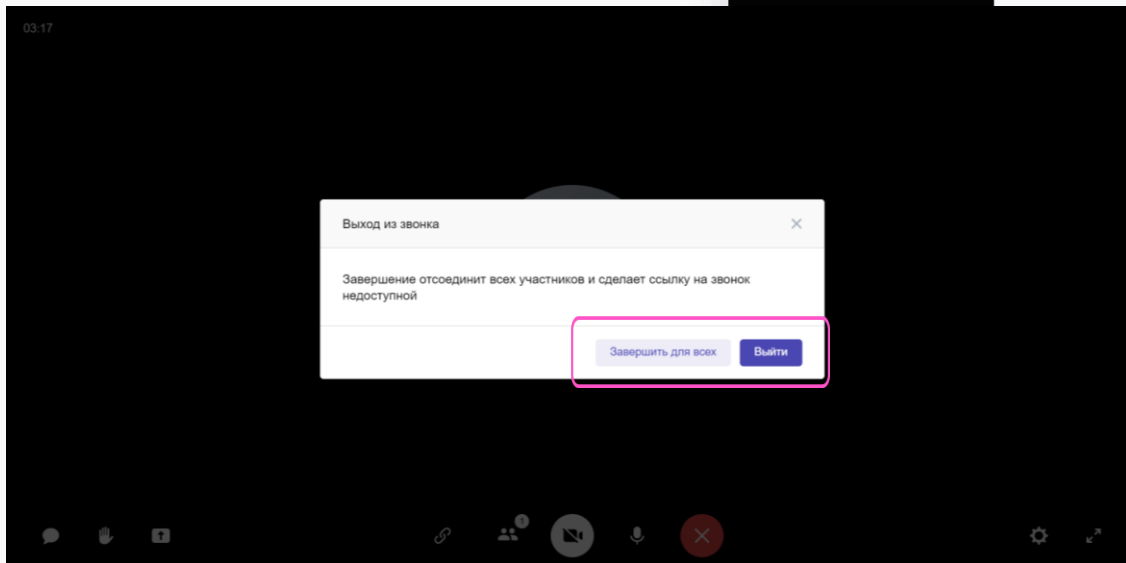 03:17
Выход из звонка
Завершение отсоединит всех участников и сделает ссылку на звонок
недоступной
Завершить для всех
Выйти
1